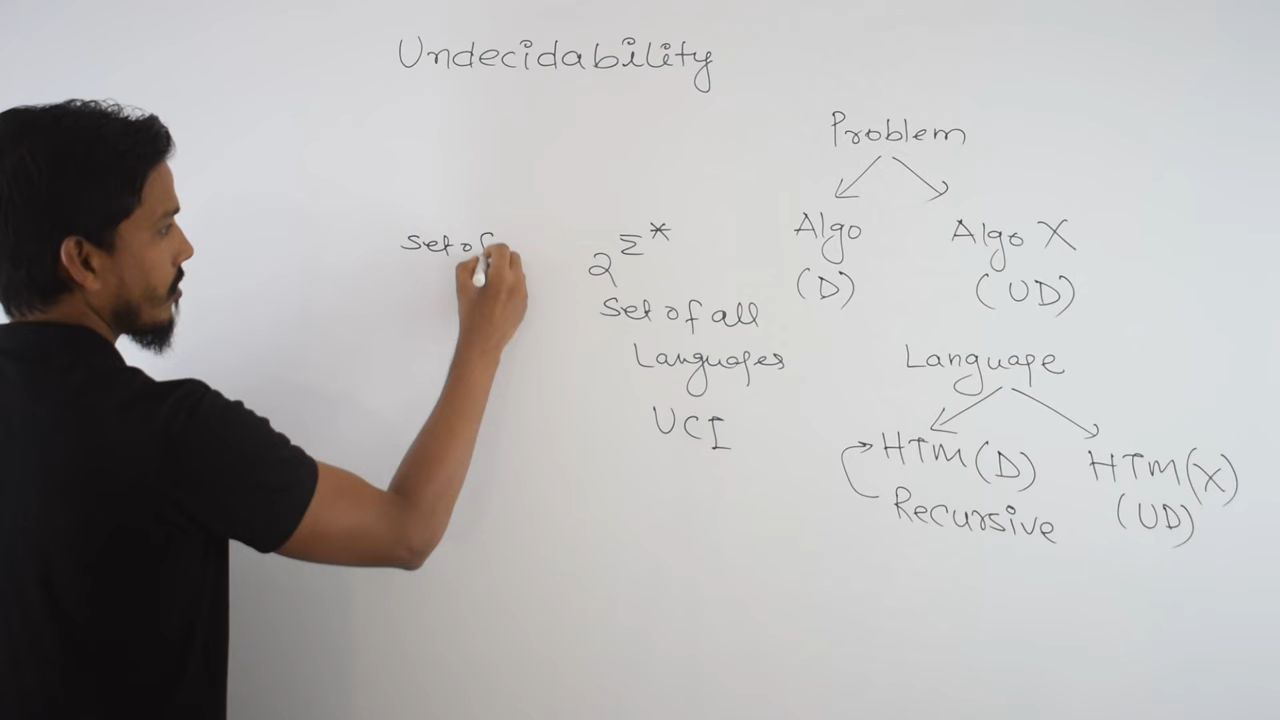 Undecidability
Problem
Algo
(D)
Algo X
(UD)
Set of
2^Σ*
Set of all
Languages
UCI
Language
HTM(D)
Recursive
HTM(X)
(UD)